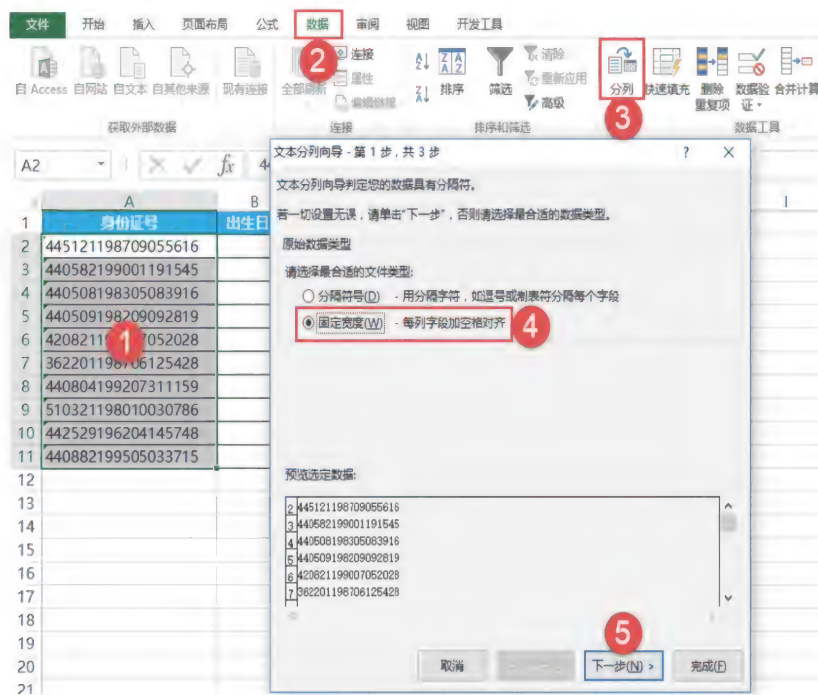 文件 开始 插入 页面布局 公式 数据 审阅 视图 开发工具
2
自 Access 自网站 自文本 自其他来源 现有连接 全部刷新 连接 属性 编辑链接 排序 筛选 清除 重新应用 高级 分列 快速填充 删除重复项 数据验证 合并计算
3
获取外部数据 连接 排序和筛选 数据工具
A2 fx 4
文本分列向导 - 第 1 步，共 3 步 ? ×
文本分列向导判定您的数据具有分隔符。
若一切设置无误，请单击“下一步”，否则请选择最合适的数据类型。
原始数据类型
请选择最合适的文件类型:
分隔符号(D) - 用分隔字符，如逗号或制表符分隔每个字段
固定宽度(W) - 每列字段加空格对齐
4
预览选定数据:
2 445121198709055616
3 440582199001191545
4 440508198305083916
5 440509198209092819
6 420821199007052028
7 362201198706125428
5
取消 下一步(N) > 完成(F)
A B I
1 身份证号 出生日
2 445121198709055616
3 440582199001191545
4 440508198305083916
5 440509198209092819
6 420821 7052028
7 362201198706125428
8 440804199207311159
9 510321198010030786
10 442529196204145748
11 440882199505033715
1
12
13
14
15
16
17
18
19
20
21